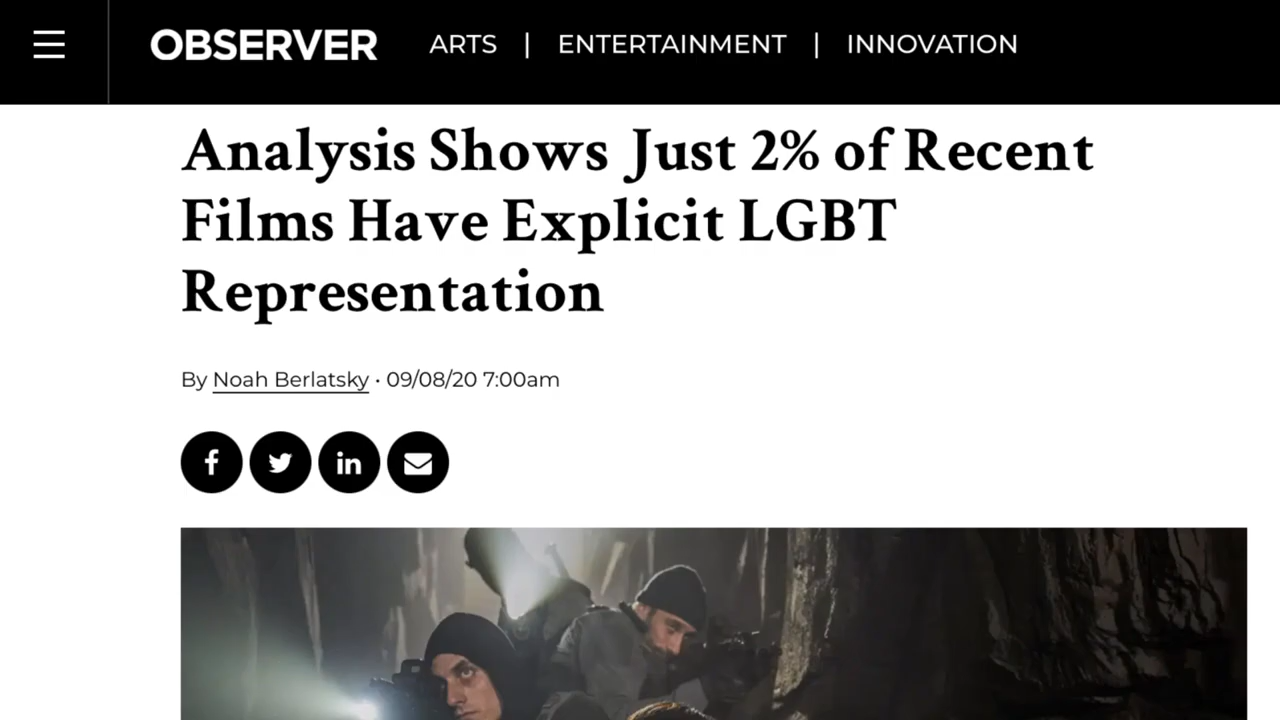 OBSERVER ARTS | ENTERTAINMENT | INNOVATION
Analysis Shows Just 2% of Recent
Films Have Explicit LGBT
Representation
By Noah Berlatsky • 09/08/20 7:00am